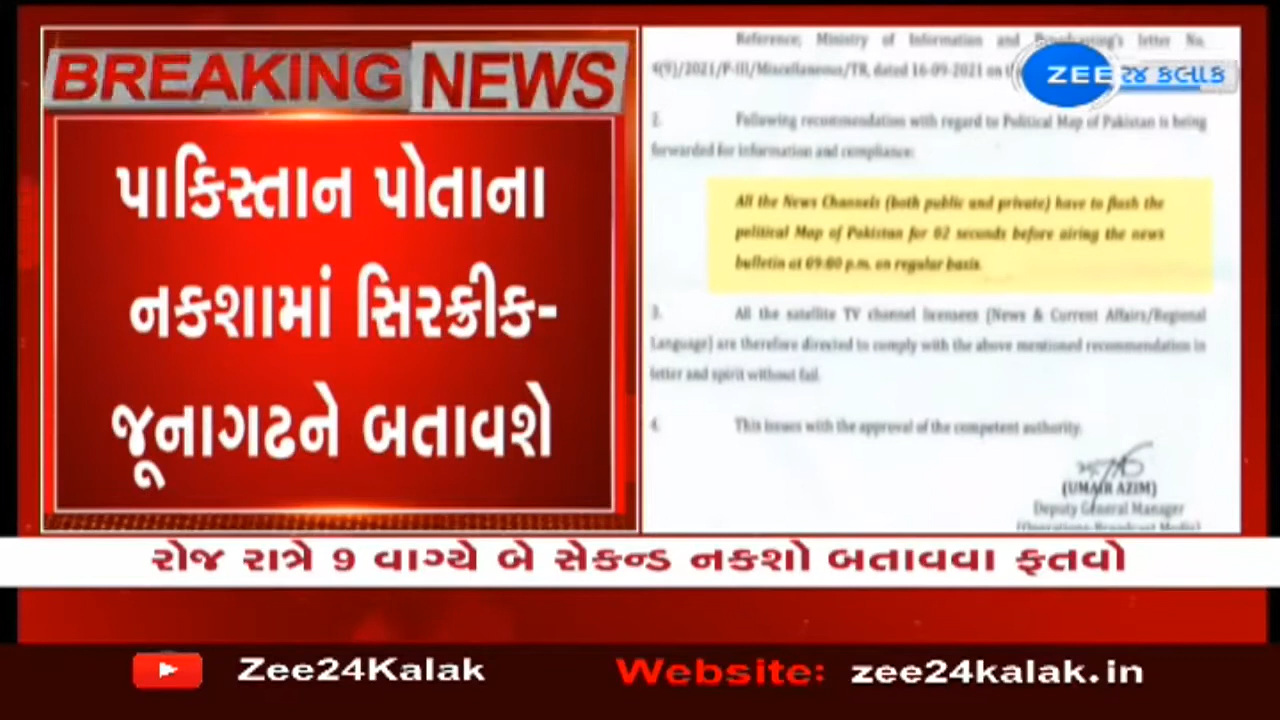 BREAKING NEWS
પાકિસ્તાન પોતાના
નકશામાં સિરક્રીક-
જૂનાગઢને બતાવશે
Reference; Ministry of Information and Broadcasting's letter No.
4(9)/2021/P-III/Miscellaneous/TR, dated 16-09-2021 on
ZEE ૨૪ કલાક
2. Following recommendation with regard to Political Map of Pakistan is being
forwarded for information and compliance:
All the News Channels (both public and private) have to flash the
political Map of Pakistan for 02 seconds before airing the news
bulletin at 09:00 p.m. on regular basis.
3. All the satellite TV channel licensees (News & Current Affairs/Regional
Language) are therefore directed to comply with the above mentioned recommendation in
letter and spirit without fail.
4. This issues with the approval of the competent authority.
(UMAIR AZIM)
Deputy General Manager
(Operations-Broadcast Media)
રોજ રાત્રે 9 વાગ્યે બે સેકન્ડ નકશો બતાવવા ફતવો
Zee24Kalak Website: zee24kalak.in